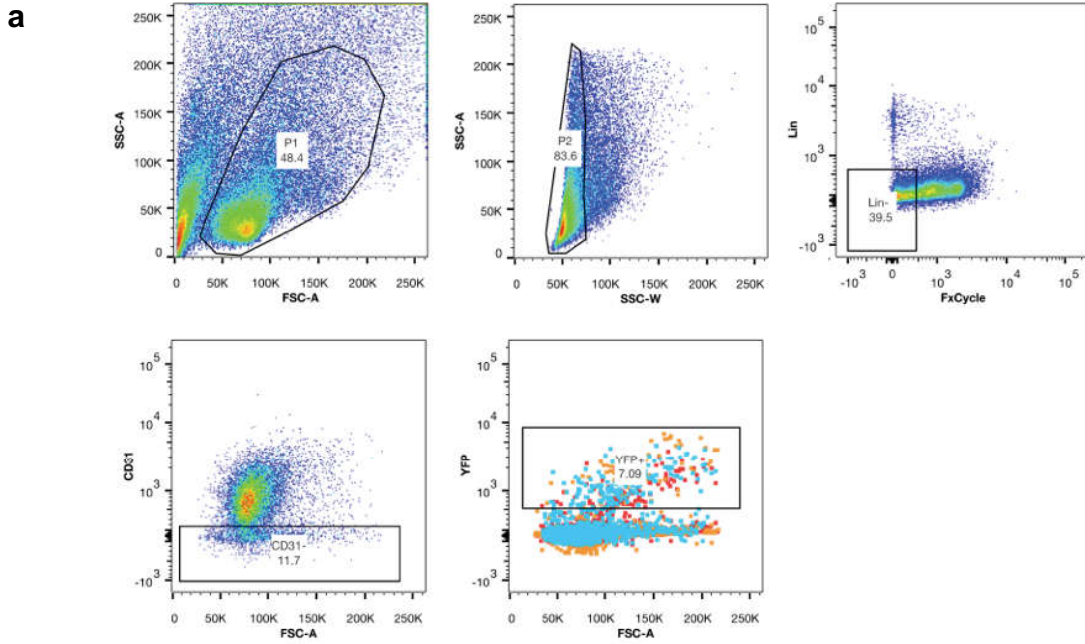 a
250K
200K
150K
100K
50K
0
SSC-A
P1
48.4
0 50K 100K 150K 200K 250K
FSC-A
250K
200K
150K
100K
50K
0
SSC-A
P2
83.6
0 50K 100K 150K 200K 250K
SSC-W
10^5
10^4
10^3
-10^3
Lin
Lin-
39.5
-10^3 0 10^3 10^4 10^5
FxCycle
10^5
10^4
10^3
-10^3
CD31
CD31-
11.7
0 50K 100K 150K 200K 250K
FSC-A
10^5
10^4
10^3
-10^3
YFP
YFP+
7.09
0 50K 100K 150K 200K 250K
FSC-A